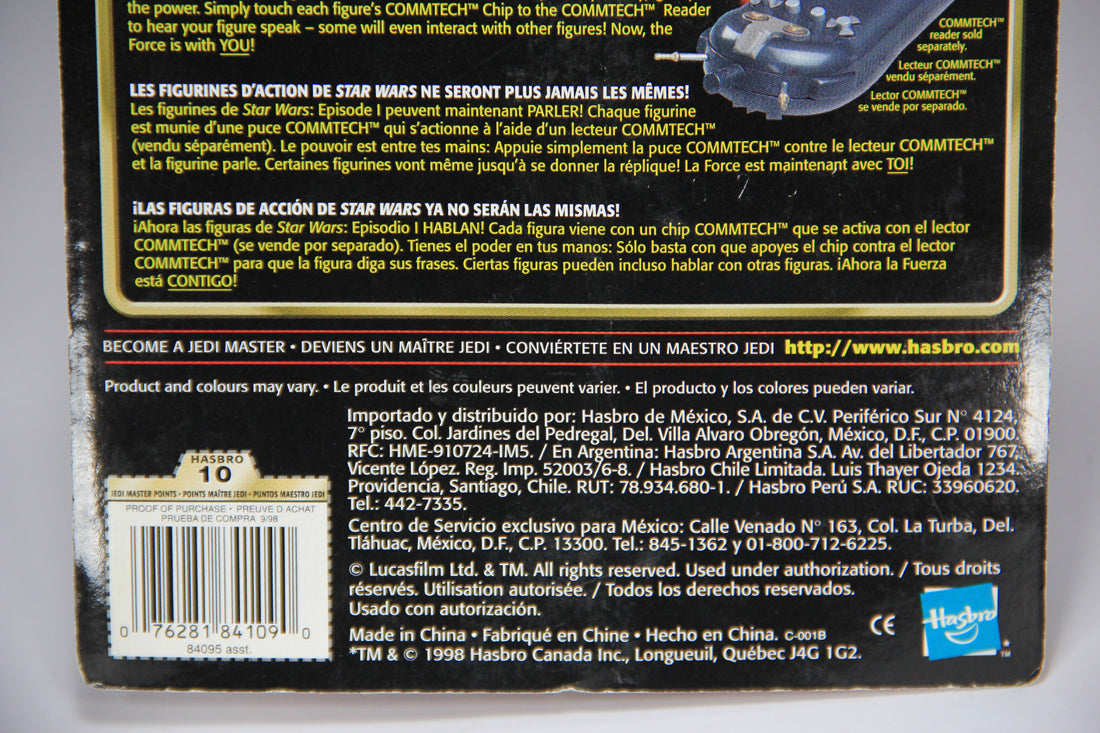 the power. Simply touch each figure's COMMTECH™ Chip to the COMMTECH™ Reader
to hear your figure speak – some will even interact with other figures! Now, the
Force is with YOU!
COMMTECH™
reader sold
separately.
Lecteur COMMTECH™
vendu séparément.
Lector COMMTECH™
se vende por separado.
LES FIGURINES D'ACTION DE STAR WARS NE SERONT PLUS JAMAIS LES MÊMES!
Les figurines de Star Wars: Episode I peuvent maintenant PARLER! Chaque figurine
est munie d'une puce COMMTECH™ qui s'actionne à l'aide d'un lecteur COMMTECH™
(vendu séparément). Le pouvoir est entre tes mains: Appuie simplement la puce COMMTECH™ contre le lecteur COMMTECH™
et la figurine parle. Certaines figurines vont même jusqu'à se donner la réplique! La Force est maintenant avec TOI!
¡LAS FIGURAS DE ACCIÓN DE STAR WARS YA NO SERÁN LAS MISMAS!
¡Ahora las figuras de Star Wars: Episodio I HABLAN! Cada figura viene con un chip COMMTECH™ que se activa con el lector
COMMTECH™ (se vende por separado). Tienes el poder en tus manos: Sólo basta con que apoyes el chip contra el lector
COMMTECH™ para que la figura diga sus frases. Ciertas figuras pueden incluso hablar con otras figuras. ¡Ahora la Fuerza
está CONTIGO!
BECOME A JEDI MASTER • DEVIENS UN MAÎTRE JEDI • CONVIÉRTETE EN UN MAESTRO JEDI http://www.hasbro.com
Product and colours may vary. • Le produit et les couleurs peuvent varier. • El producto y los colores pueden variar.
Importado y distribuído por: Hasbro de México, S.A. de C.V. Periférico Sur N° 4124,
7° piso. Col. Jardines del Pedregal, Del. Villa Alvaro Obregón, México, D.F., C.P. 01900.
RFC: HME-910724-IM5. / En Argentina: Hasbro Argentina S.A. Av. del Libertador 767,
Vicente López. Reg. Imp. 52003/6-8. / Hasbro Chile Limitada. Luis Thayer Ojeda 1234.
Providencia, Santiago, Chile. RUT: 78.934.680-1. / Hasbro Perú S.A. RUC: 33960620.
Tel.: 442-7335.
Centro de Servicio exclusivo para México: Calle Venado N° 163, Col. La Turba, Del.
Tláhuac, México, D.F., C.P. 13300. Tel.: 845-1362 y 01-800-712-6225.
© Lucasfilm Ltd. & TM. All rights reserved. Used under authorization. / Tous droits
réservés. Utilisation autorisée. / Todos los derechos reservados.
Usado con autorización.
Made in China • Fabriqué en Chine • Hecho en China. C-001B
*TM & © 1998 Hasbro Canada Inc., Longueuil, Québec J4G 1G2.
HASBRO
10
JEDI MASTER POINTS • POINTS MAÎTRE JEDI • PUNTOS MAESTRO JEDI
PROOF OF PURCHASE • PREUVE D ACHAT
PRUEBA DE COMPRA 9/98
0 76281 84109 0
84095 asst.
CE
Hasbro
*
™